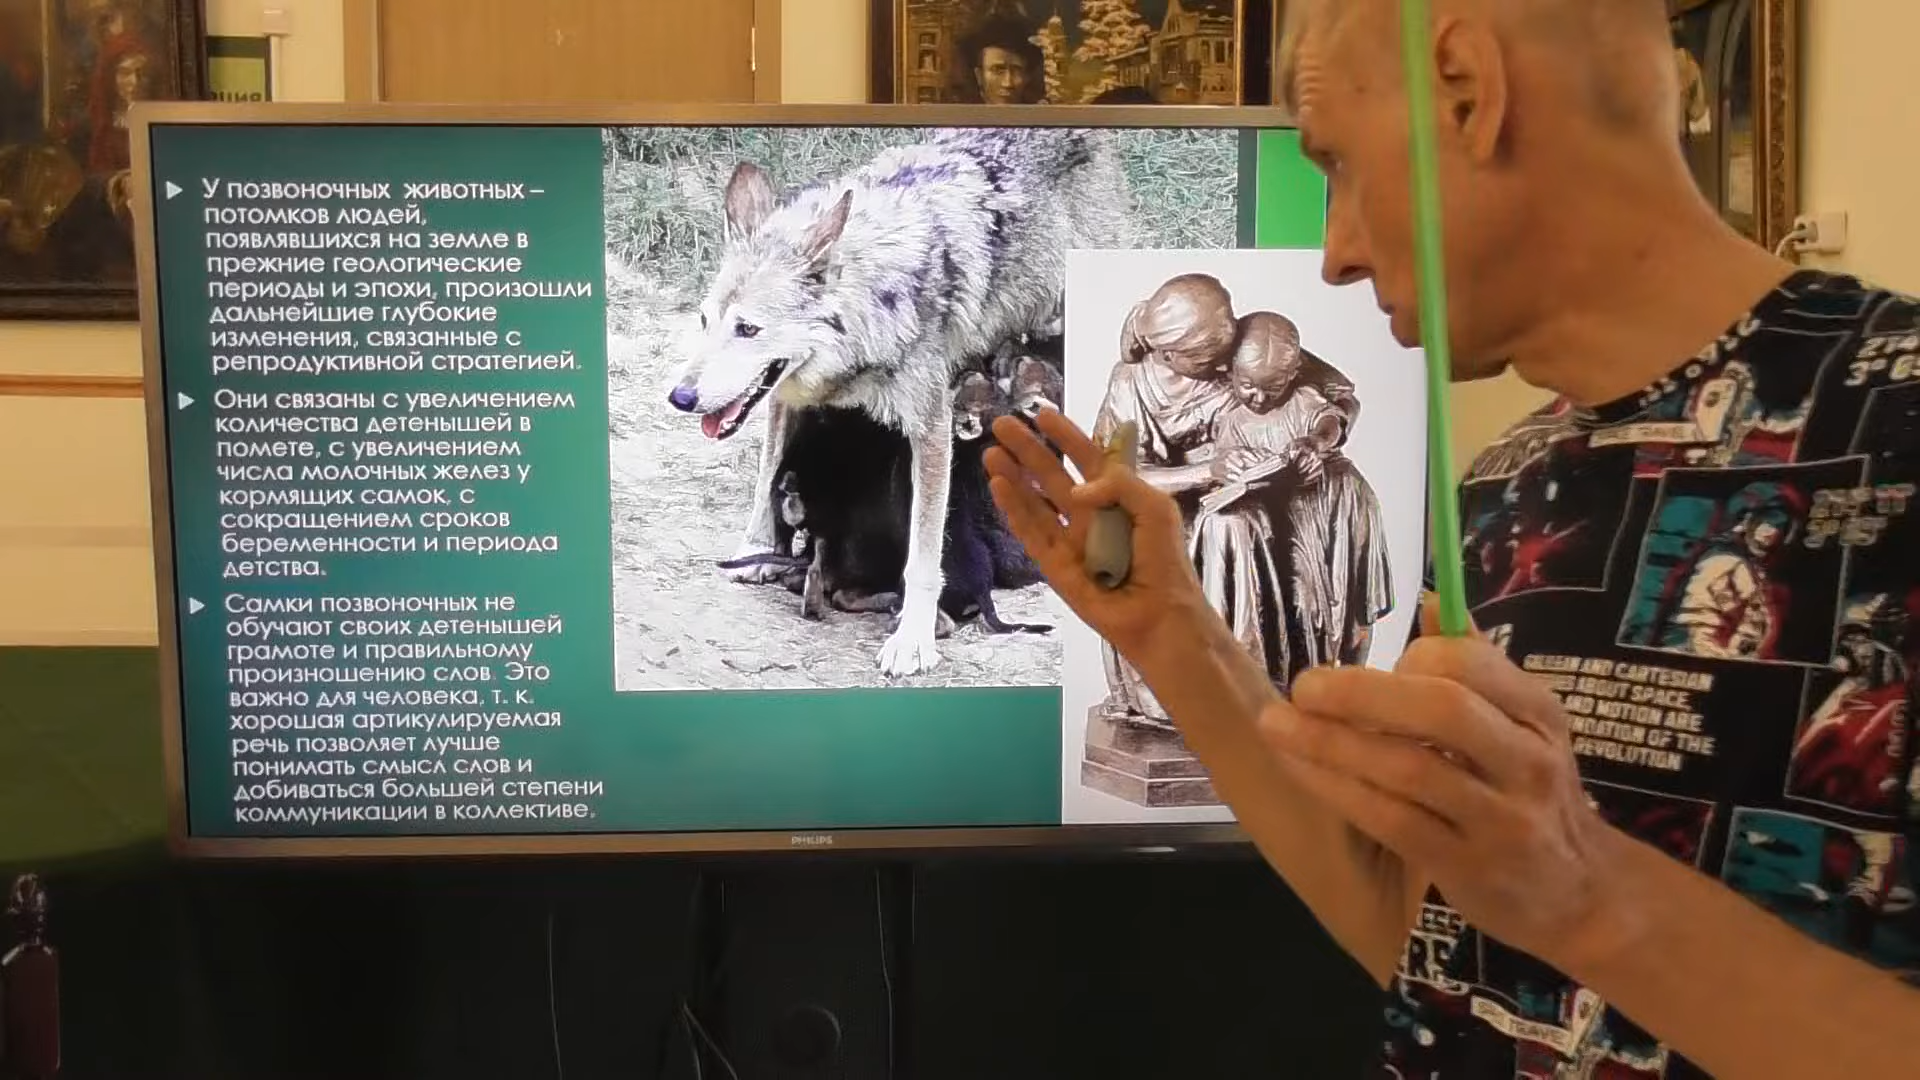 У позвоночных животных –
потомков людей,
появлявшихся на земле в
прежние геологические
периоды и эпохи, произошли
дальнейшие глубокие
изменения, связанные с
репродуктивной стратегией.
Они связаны с увеличением
количества детенышей в
помете, с увеличением
числа молочных желез у
кормящих самок, с
сокращением сроков
беременности и периода
детства.
Самки позвоночных не
обучают своих детенышей
грамоте и правильному
произношению слов. Это
важно для человека, т. к.
хорошая артикулируемая
речь позволяет лучше
понимать смысл слов и
добиваться большей степени
коммуникации в коллективе.
PHILIPS
AND CARTESIAN
ABOUT SPACE
AND MOTION ARE
OF THE
REVOLUTION